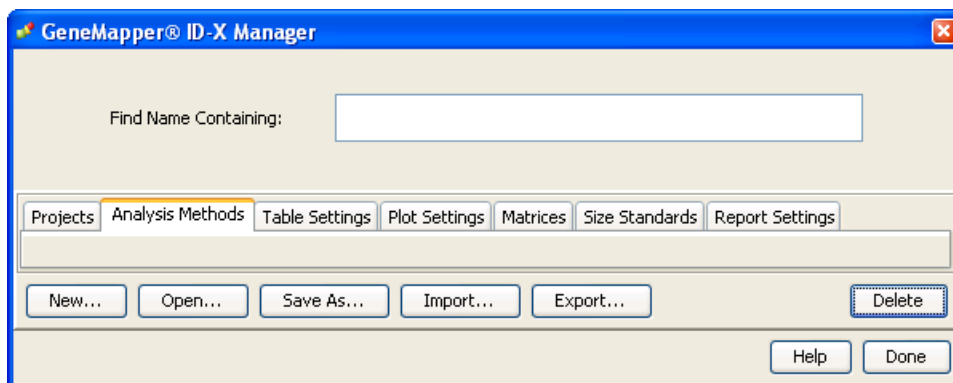 GeneMapper® ID-X Manager
Find Name Containing:
Projects Analysis Methods Table Settings Plot Settings Matrices Size Standards Report Settings
New... Open... Save As... Import... Export... Delete
Help Done